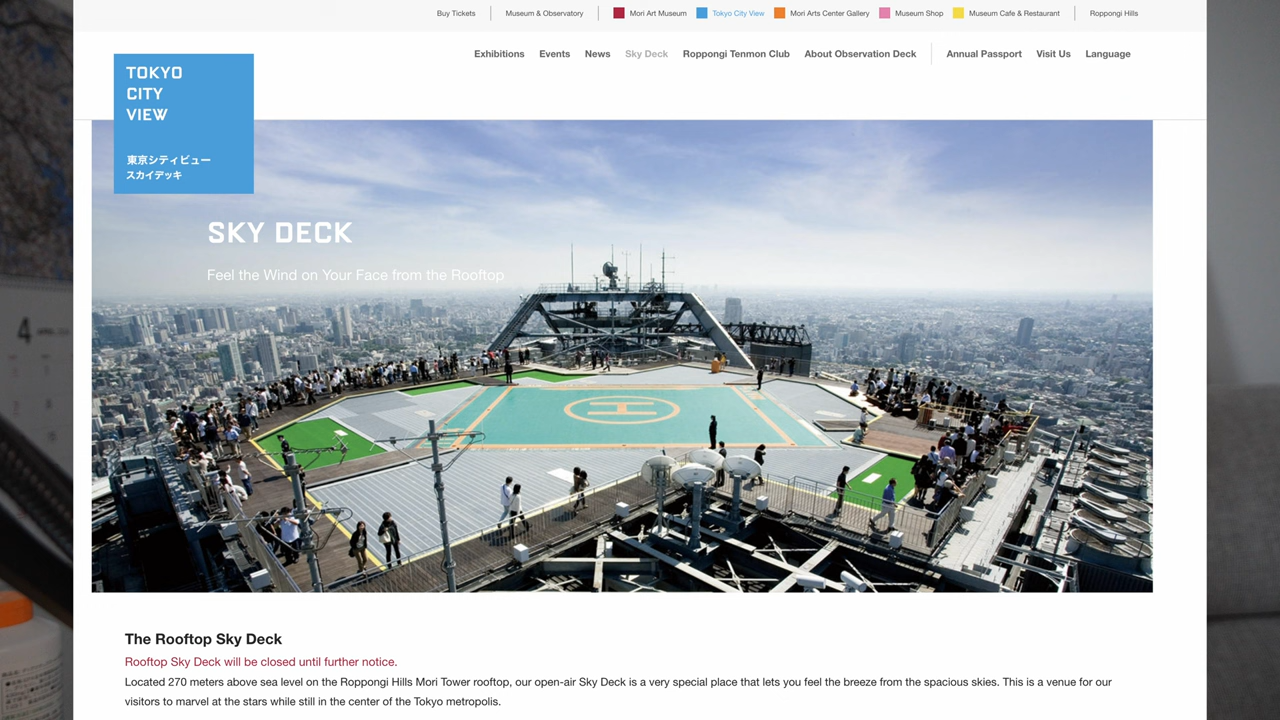 Buy Tickets
Museum & Observatory
Mori Art Museum
Tokyo City View
Mori Arts Center Gallery
Museum Shop
Museum Cafe & Restaurant
Roppongi Hills
Exhibitions
Events
News
Sky Deck
Roppongi Tenmon Club
About Observation Deck
Annual Passport
Visit Us
Language
TOKYO
CITY
VIEW
東京シティビュー
スカイデッキ
SKY DECK
Feel the Wind on Your Face from the Rooftop
H
4
The Rooftop Sky Deck
Rooftop Sky Deck will be closed until further notice.
Located 270 meters above sea level on the Roppongi Hills Mori Tower rooftop, our open-air Sky Deck is a very special place that lets you feel the breeze from the spacious skies. This is a venue for our
visitors to marvel at the stars while still in the center of the Tokyo metropolis.